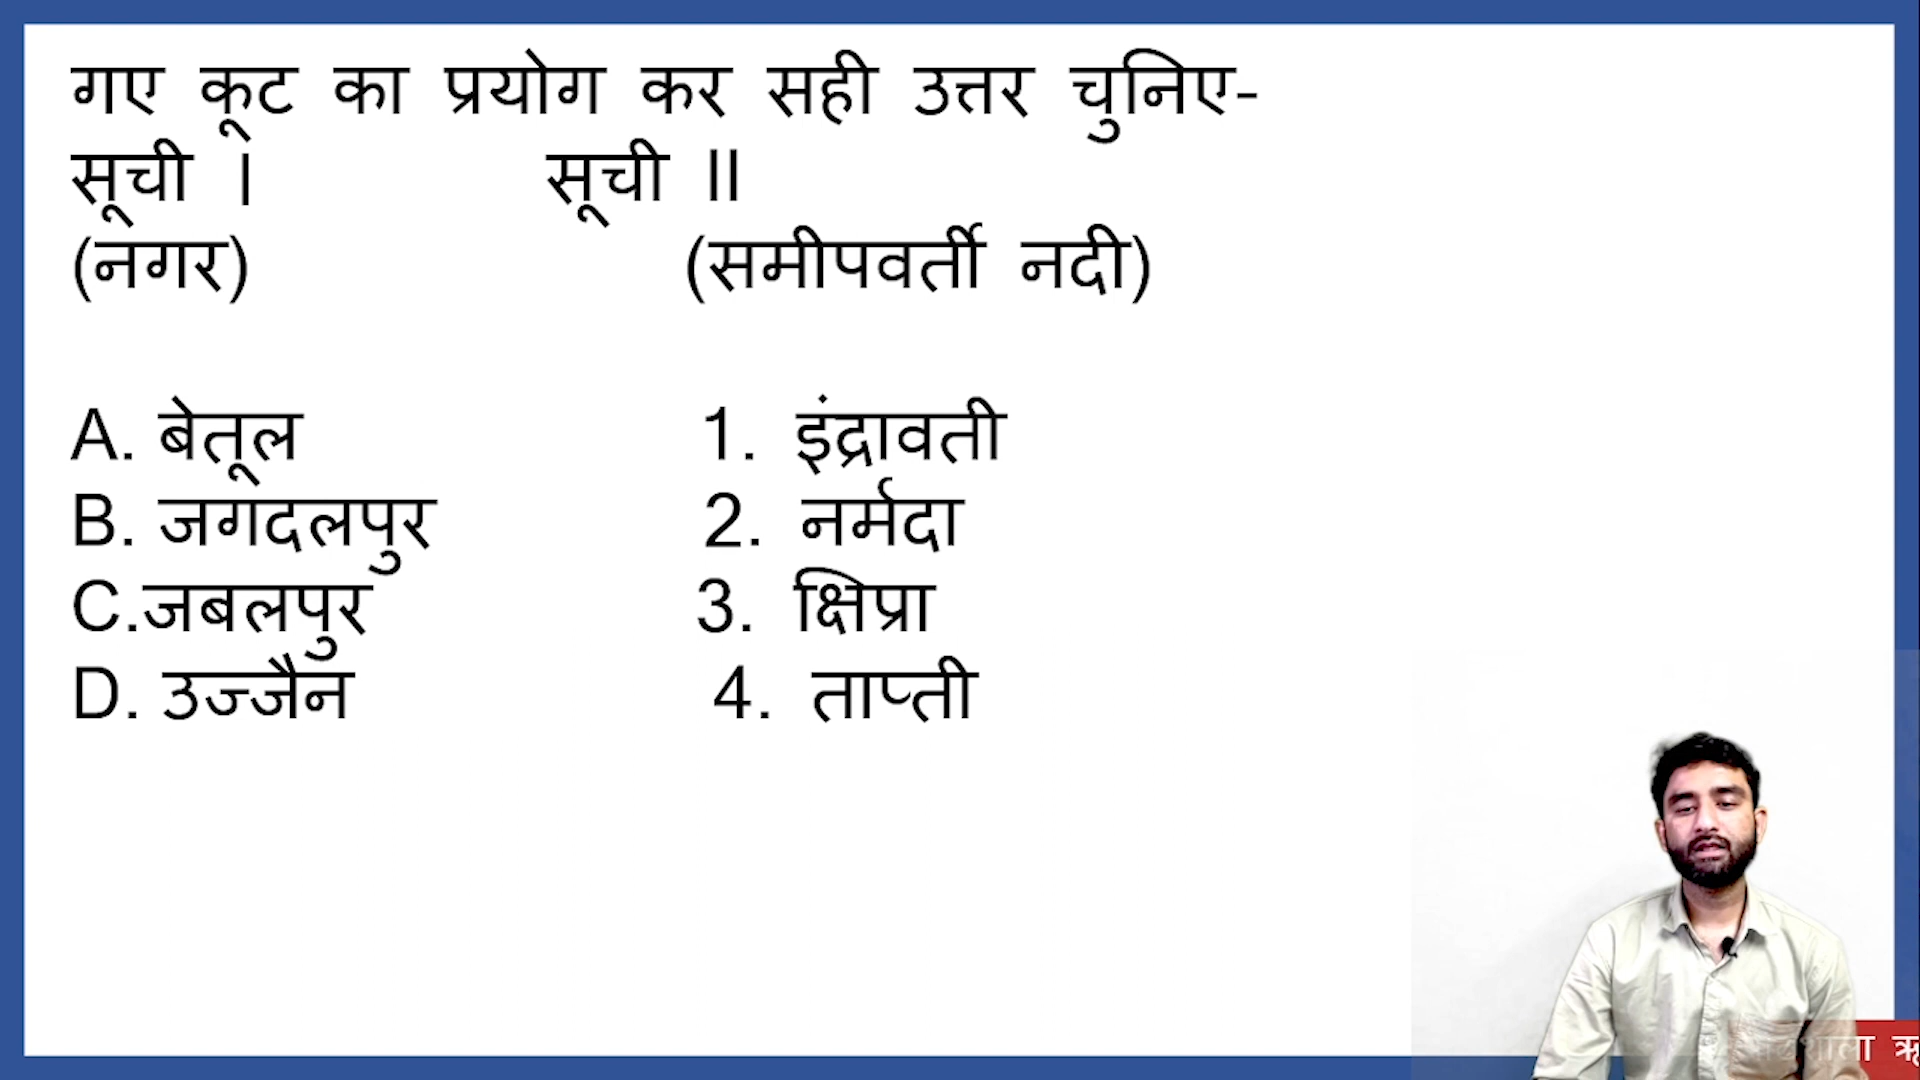 गए कूट का प्रयोग कर सही उत्तर चुनिए-
सूची I सूची II
(नगर) (समीपवर्ती नदी)
A. बेतूल 1. इंद्रावती
B. जगदलपुर 2. नर्मदा
C.जबलपुर 3. क्षिप्रा
D. उज्जैन 4. ताप्ती